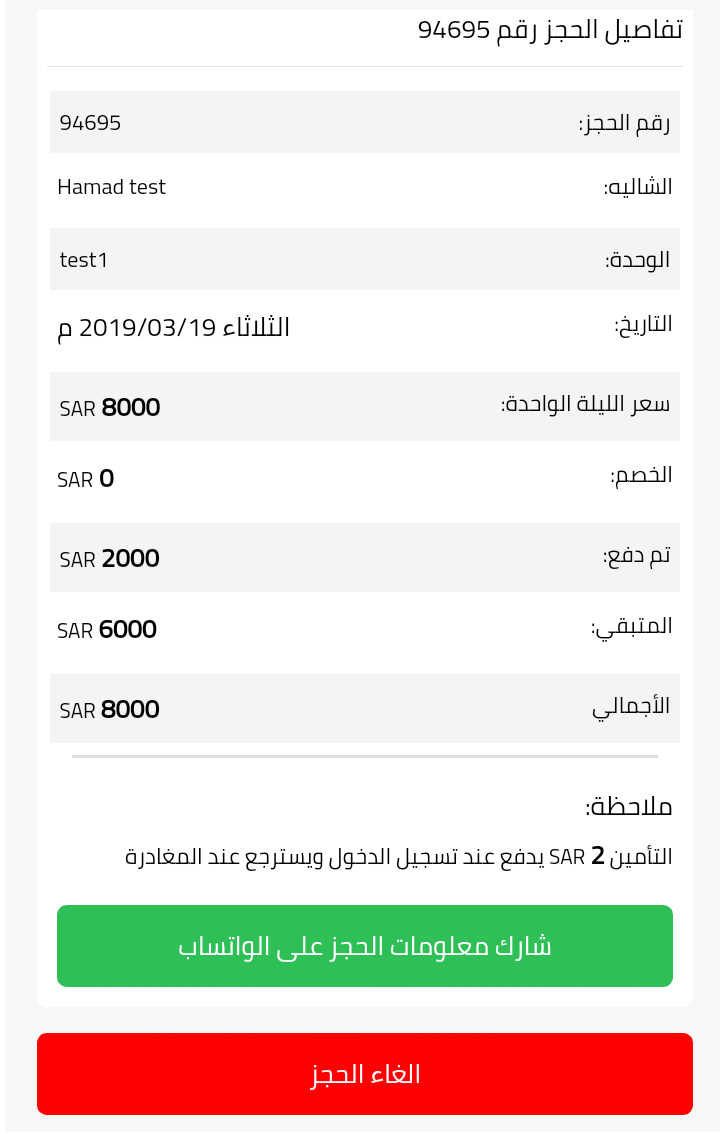 تفاصيل الحجز رقم 94695
رقم الحجز: 94695
الشاليه: Hamad test
الوحدة: test1
التاريخ: الثلاثاء 2019/03/19 م
سعر الليلة الواحدة: 8000 SAR
الخصم: 0 SAR
تم دفع: 2000 SAR
المتبقي: 6000 SAR
الأجمالي 8000 SAR
ملاحظة:
التأمين 2 SAR يدفع عند تسجيل الدخول ويسترجع عند المغادرة
شارك معلومات الحجز على الواتساب
الغاء الحجز